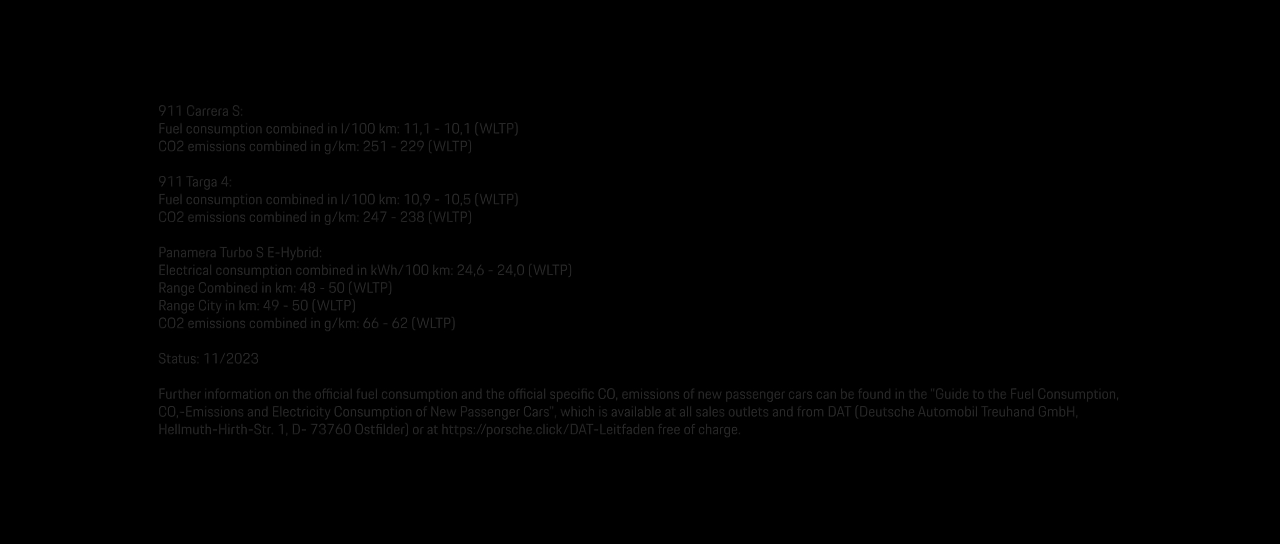 911 Carrera S:
Fuel consumption combined in l/100 km: 11,1 - 10,1 (WLTP)
CO2 emissions combined in g/km: 251 - 229 (WLTP)
911 Targa 4:
Fuel consumption combined in l/100 km: 10,9 - 10,5 (WLTP)
CO2 emissions combined in g/km: 247 - 238 (WLTP)
Panamera Turbo S E-Hybrid:
Electrical consumption combined in kWh/100 km: 24,6 - 24,0 (WLTP)
Range Combined in km: 48 - 50 (WLTP)
Range City in km: 49 - 50 (WLTP)
CO2 emissions combined in g/km: 66 - 62 (WLTP)
Status: 11/2023
Further information on the official fuel consumption and the official specific CO₂ emissions of new passenger cars can be found in the "Guide to the Fuel Consumption,
CO₂-Emissions and Electricity Consumption of New Passenger Cars", which is available at all sales outlets and from DAT (Deutsche Automobil Treuhand GmbH,
Hellmuth-Hirth-Str. 1, D- 73760 Ostfilder) or at https://porsche.click/DAT-Leitfaden free of charge.